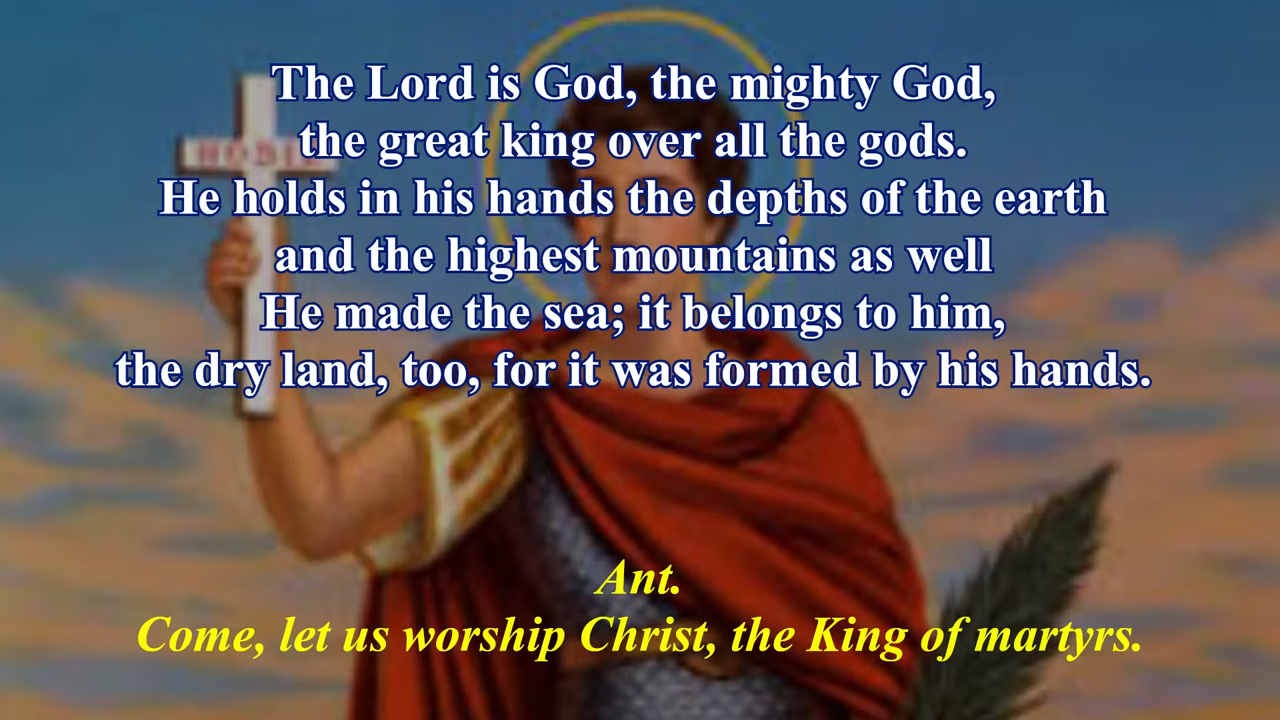 The Lord is God, the mighty God,
the great king over all the gods.
He holds in his hands the depths of the earth
and the highest mountains as well
He made the sea; it belongs to him,
the dry land, too, for it was formed by his hands.
Ant.
Come, let us worship Christ, the King of martyrs.